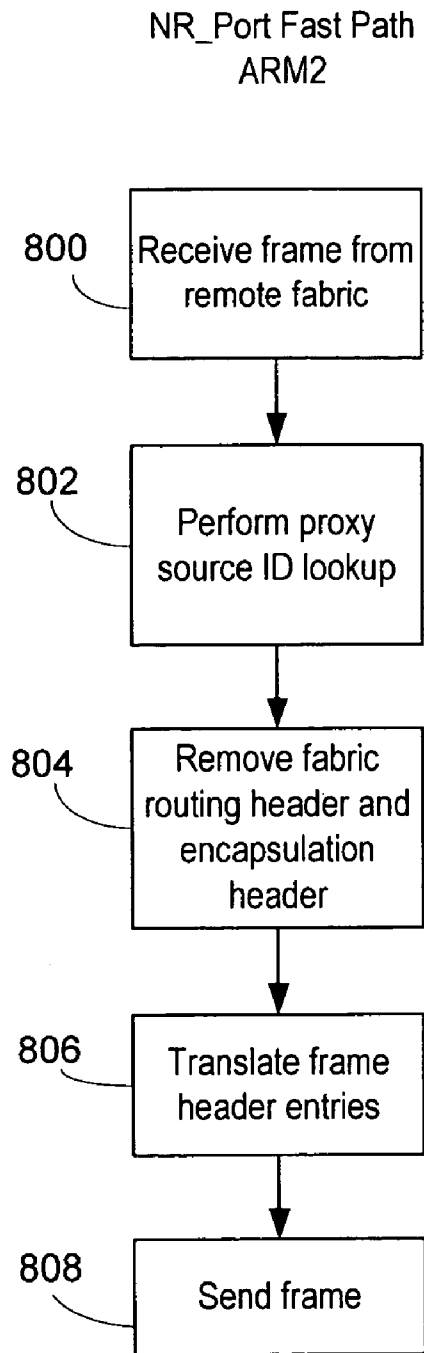 NR_Port Fast Path
ARM2
800
Receive frame from
remote fabric
802
Perform proxy
source ID lookup
804
Remove fabric
routing header and
encapsulation
header
806
Translate frame
header entries
808
Send frame